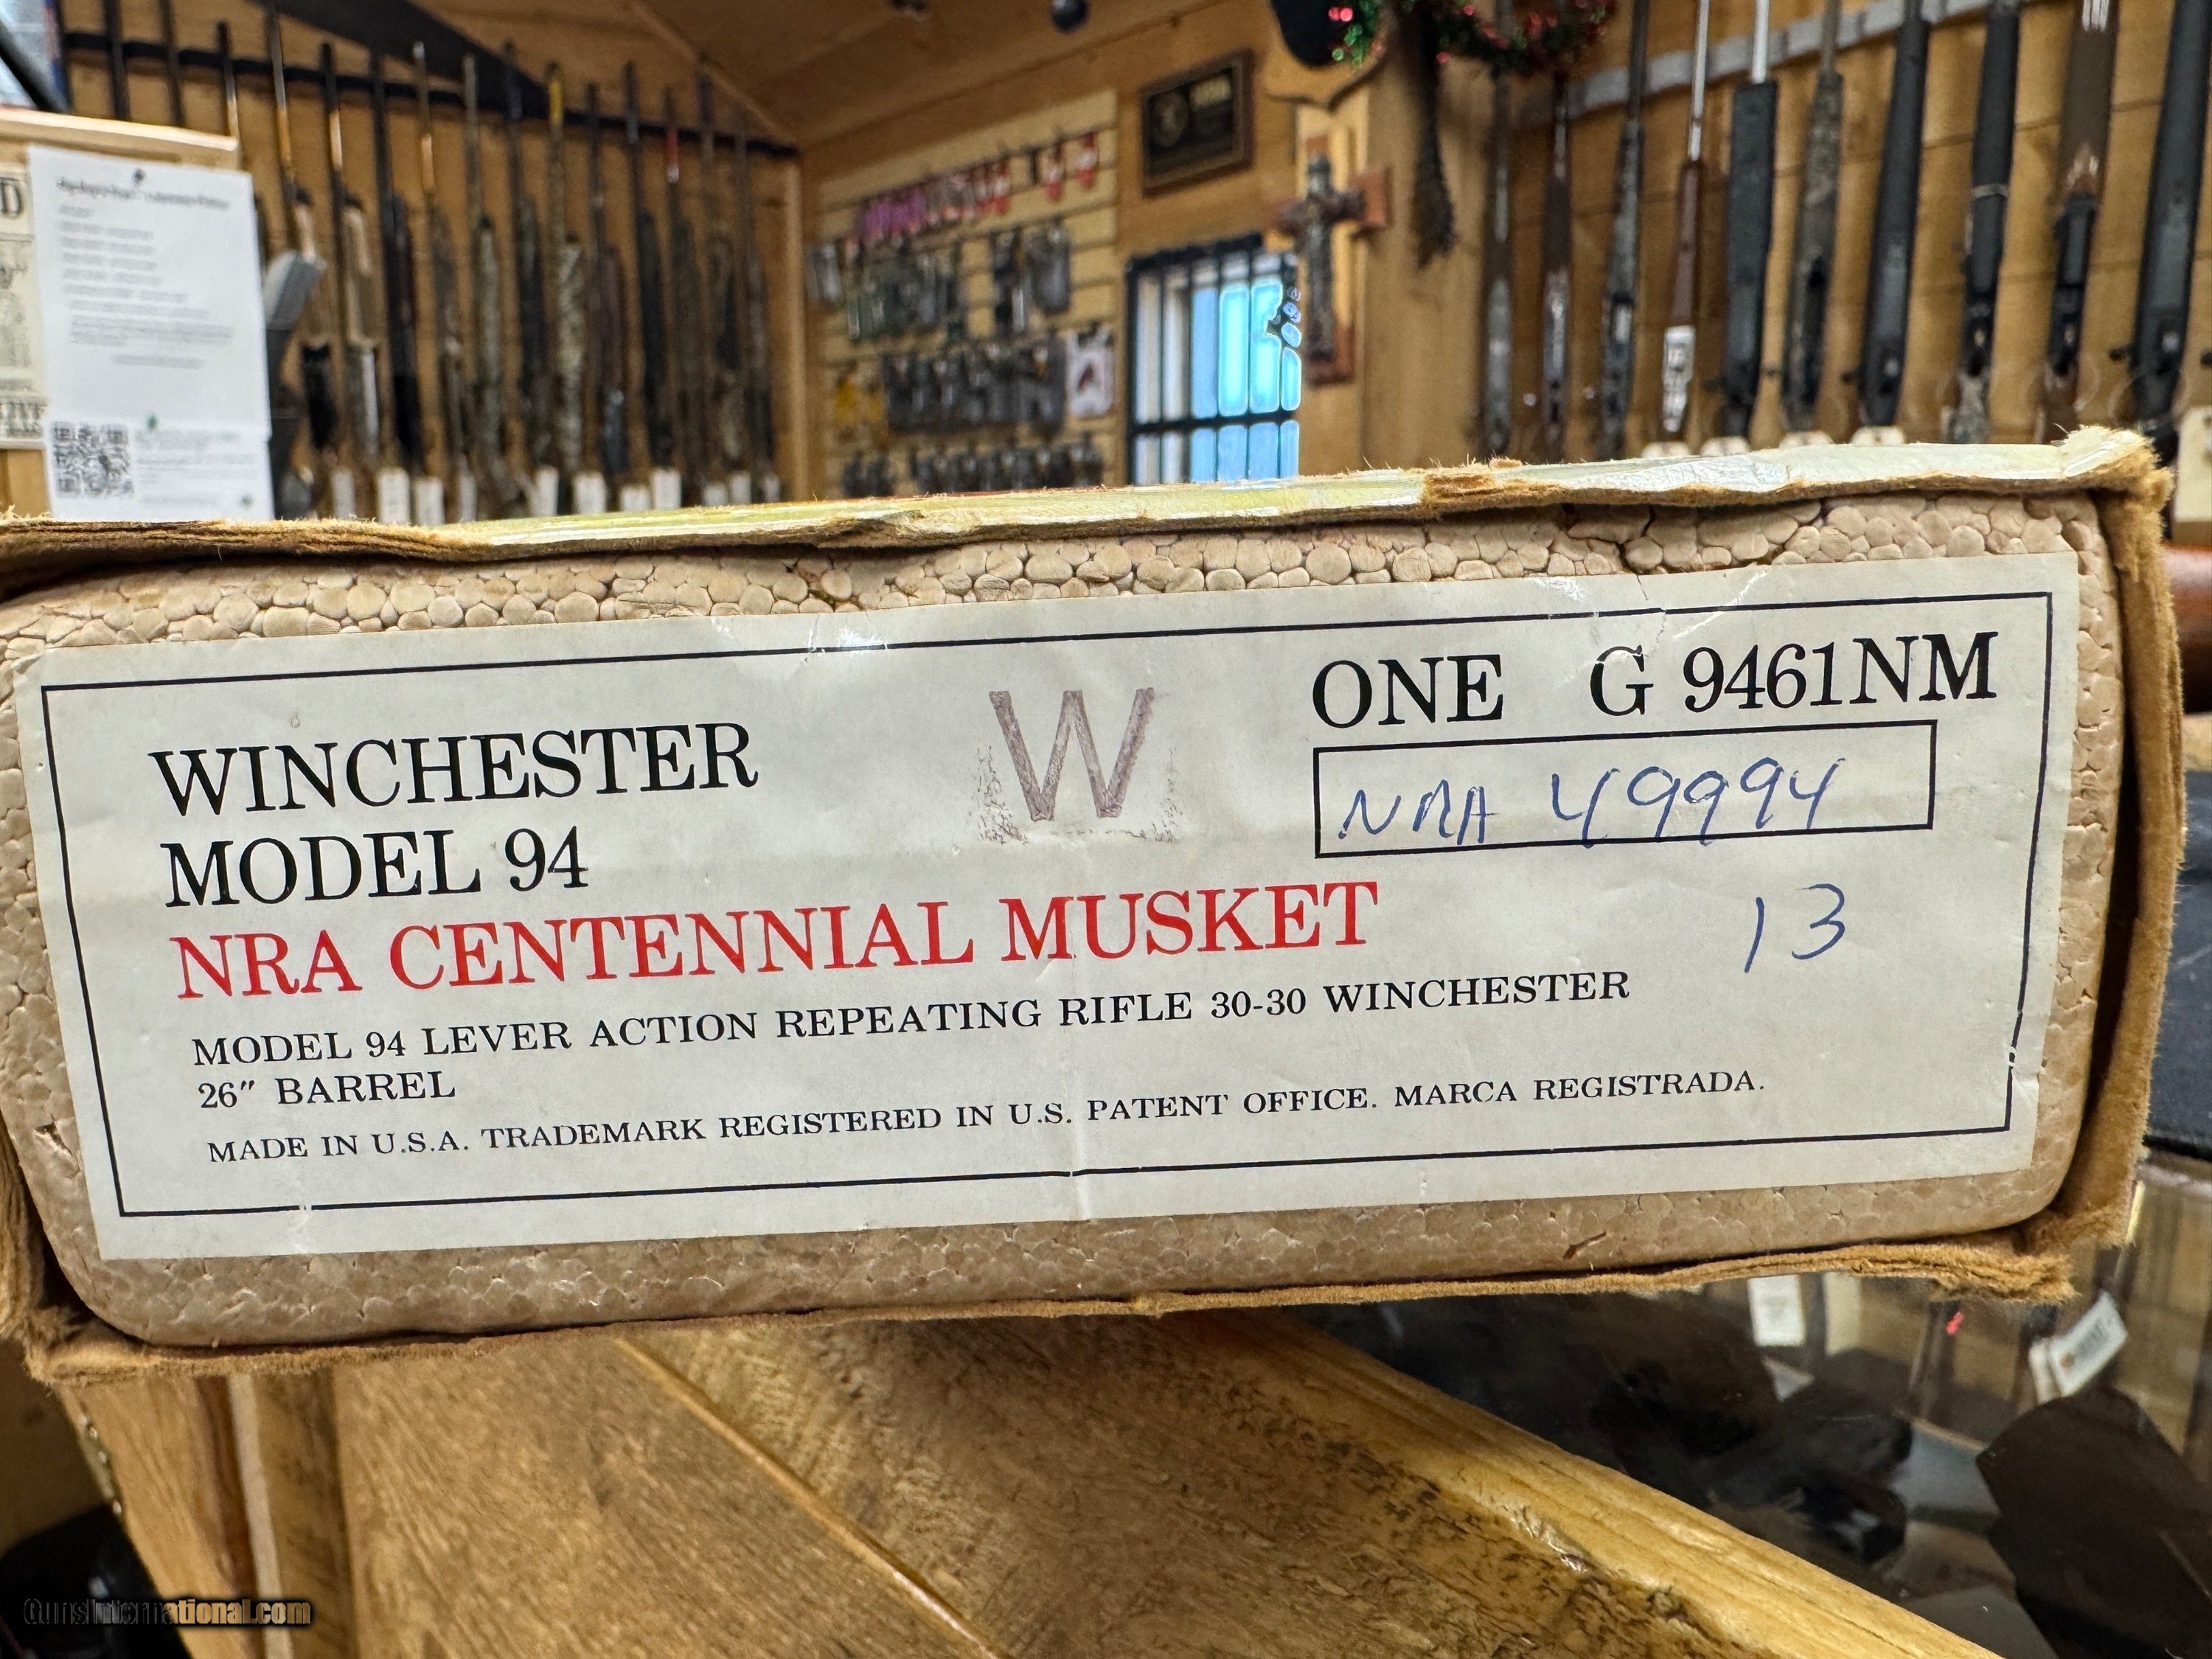 WINCHESTER
MODEL 94
W
ONE G 9461NM
NRA 49994
13
NRA CENTENNIAL MUSKET
MODEL 94 LEVER ACTION REPEATING RIFLE 30-30 WINCHESTER
26" BARREL
MADE IN U.S.A. TRADEMARK REGISTERED IN U.S. PATENT OFFICE. MARCA REGISTRADA.
GunsInternational.com